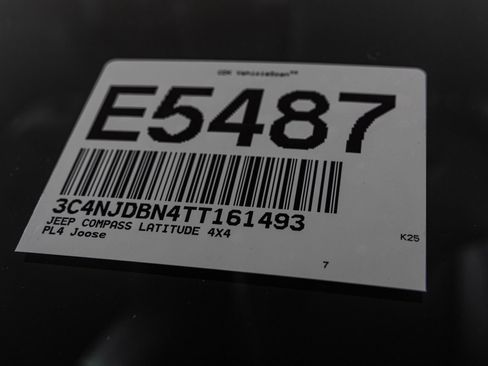 CDK VehicleScan™
E5487
3C4NJDBN4TT161493
JEEP COMPASS LATITUDE 4X4
PL4 Joose
K25
7